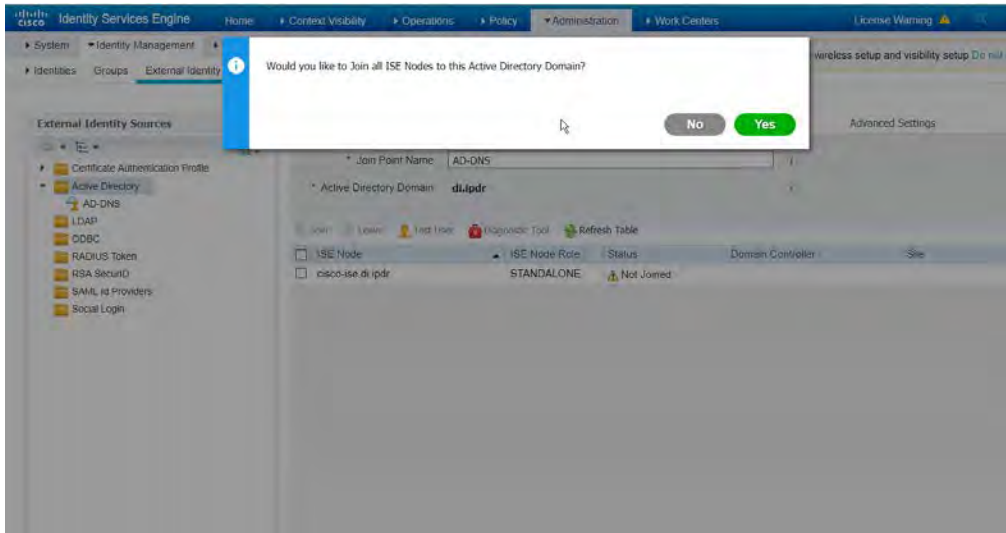 cisco Identity Services Engine Home Context Visibility Operations Policy Administration Work Centers License Warning
System Identity Management
wireless setup and visibility setup Do not
Identities Groups External Identity
Would you like to Join all ISE Nodes to this Active Directory Domain?
No Yes
External Identity Sources
Advanced Settings
Certificate Authentication Profile
Active Directory
AD-DNS
LDAP
ODBC
RADIUS Token
RSA SecurID
SAML Id Providers
Social Login
* Join Point Name AD-DNS
* Active Directory Domain di.ipdr
Join Leave Test User Diagnostic Tool Refresh Table
ISE Node ISE Node Role Status Domain Controller Site
cisco-ise.di.ipdr STANDALONE Not Joined